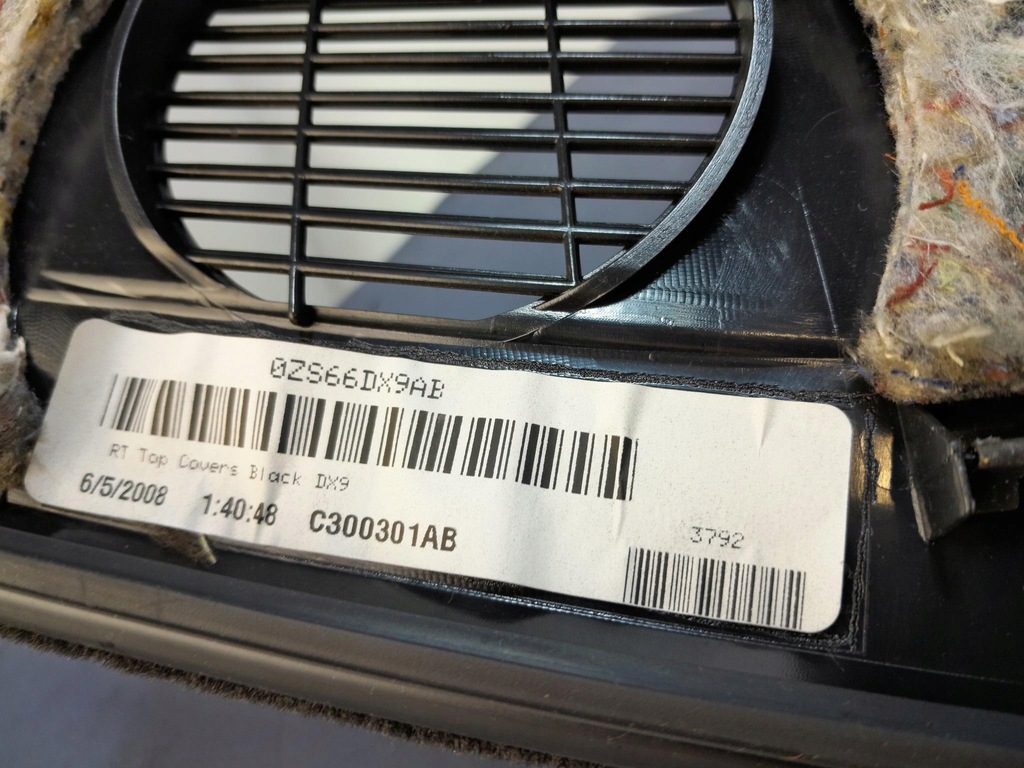 0ZS66DX9AB
RT Top Covers Black DX9
6/5/2008 1:40:48 C300301AB
3792